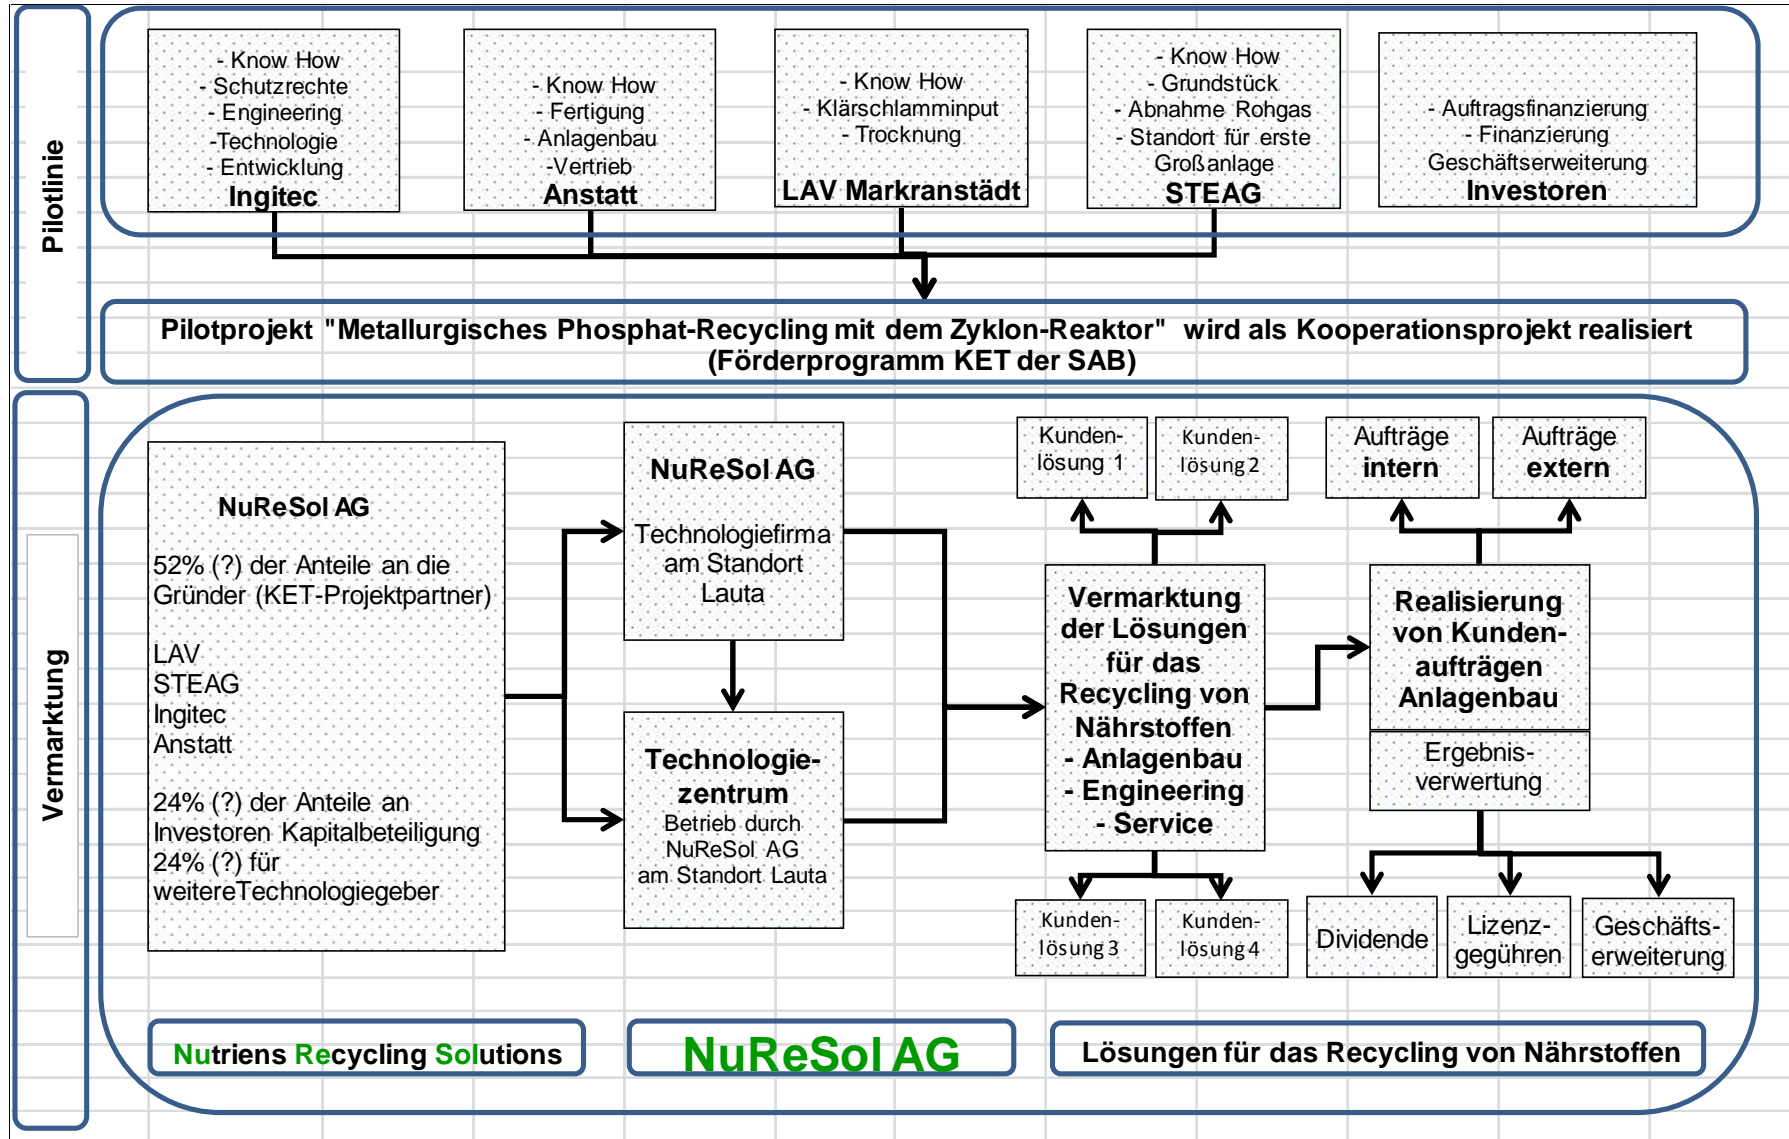 Pilotlinie
- Know How
- Schutzrechte
- Engineering
-Technologie
- Entwicklung
Ingitec
- Know How
- Fertigung
- Anlagenbau
-Vertrieb
Anstatt
- Know How
- Klärschlamminput
- Trocknung
LAV Markranstädt
- Know How
- Grundstück
- Abnahme Rohgas
- Standort für erste
Großanlage
STEAG
- Auftragsfinanzierung
- Finanzierung
Geschäftserweiterung
Investoren
Pilotprojekt "Metallurgisches Phosphat-Recycling mit dem Zyklon-Reaktor" wird als Kooperationsprojekt realisiert
(Förderprogramm KET der SAB)
Vermarktung
NuReSol AG
52% (?) der Anteile an die
Gründer (KET-Projektpartner)
LAV
STEAG
Ingitec
Anstatt
24% (?) der Anteile an
Investoren Kapitalbeteiligung
24% (?) für
weitereTechnologiegeber
NuReSol AG
Technologiefirma
am Standort
Lauta
Technologie-
zentrum
Betrieb durch
NuReSol AG
am Standort Lauta
Kunden-
lösung 1
Kunden-
lösung 2
Vermarktung
der Lösungen
für das
Recycling von
Nährstoffen
- Anlagenbau
- Engineering
- Service
Kunden-
lösung 3
Kunden-
lösung 4
Aufträge
intern
Aufträge
extern
Realisierung
von Kunden-
aufträgen
Anlagenbau
Ergebnis-
verwertung
Dividende
Lizenz-
gegühren
Geschäfts-
erweiterung
Nutriens Recycling Solutions
NuReSol AG
Lösungen für das Recycling von Nährstoffen